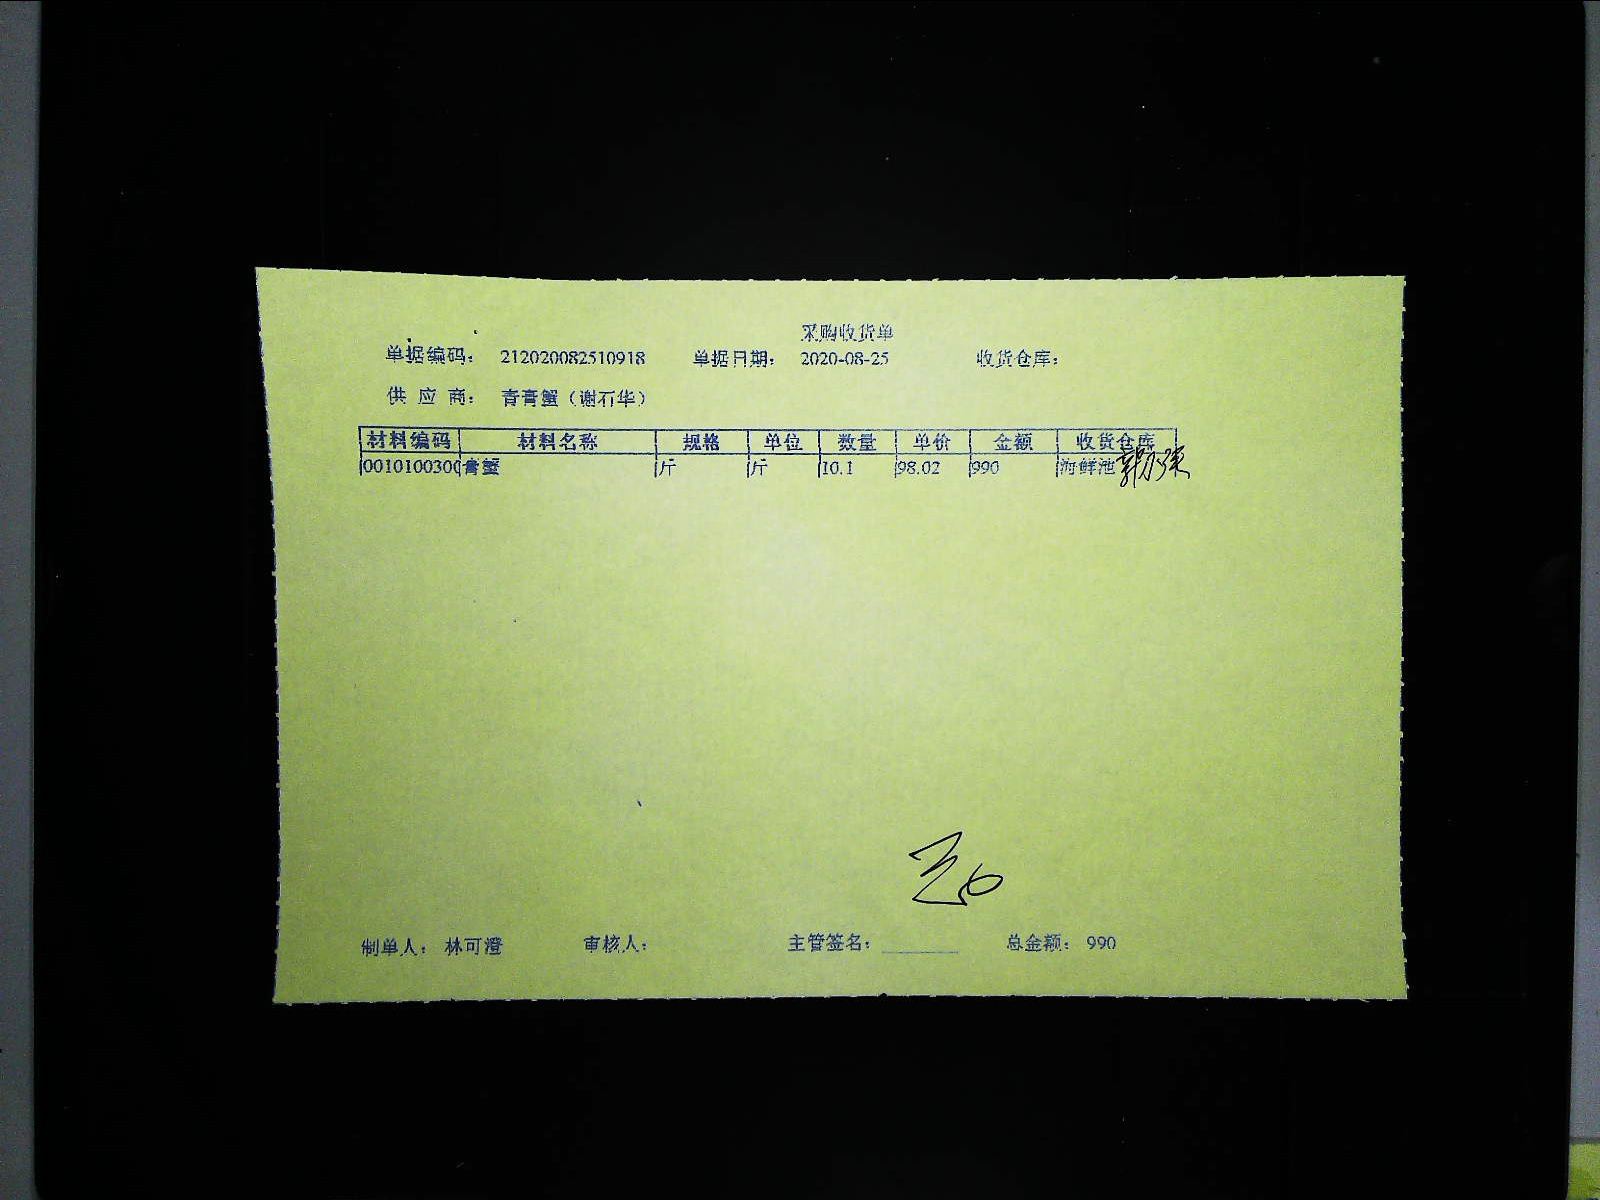 采购收货单
单据编码： 212020082510918 单据日期： 2020-08-25 收货仓库：
供 应 商： 青膏蟹（谢石华）
材料编码 材料名称 规格 单位 数量 单价 金额 收货仓库
0010100300 膏蟹 斤 斤 10.1 98.02 990 海鲜池
制单人： 林可澄 审核人： 主管签名： 总金额： 990